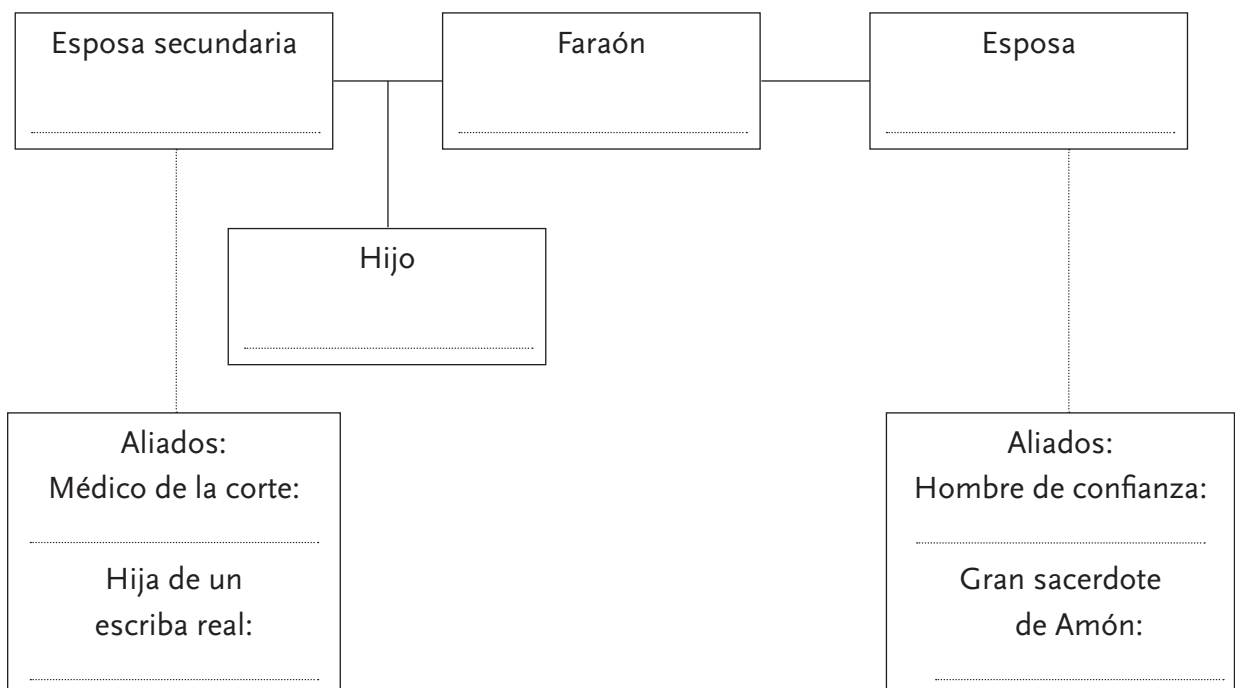 Esposa secundaria
Faraón
Esposa
Hijo
Aliados:
Médico de la corte:
Hija de un
escriba real:
Aliados:
Hombre de confianza:
Gran sacerdote
de Amón: